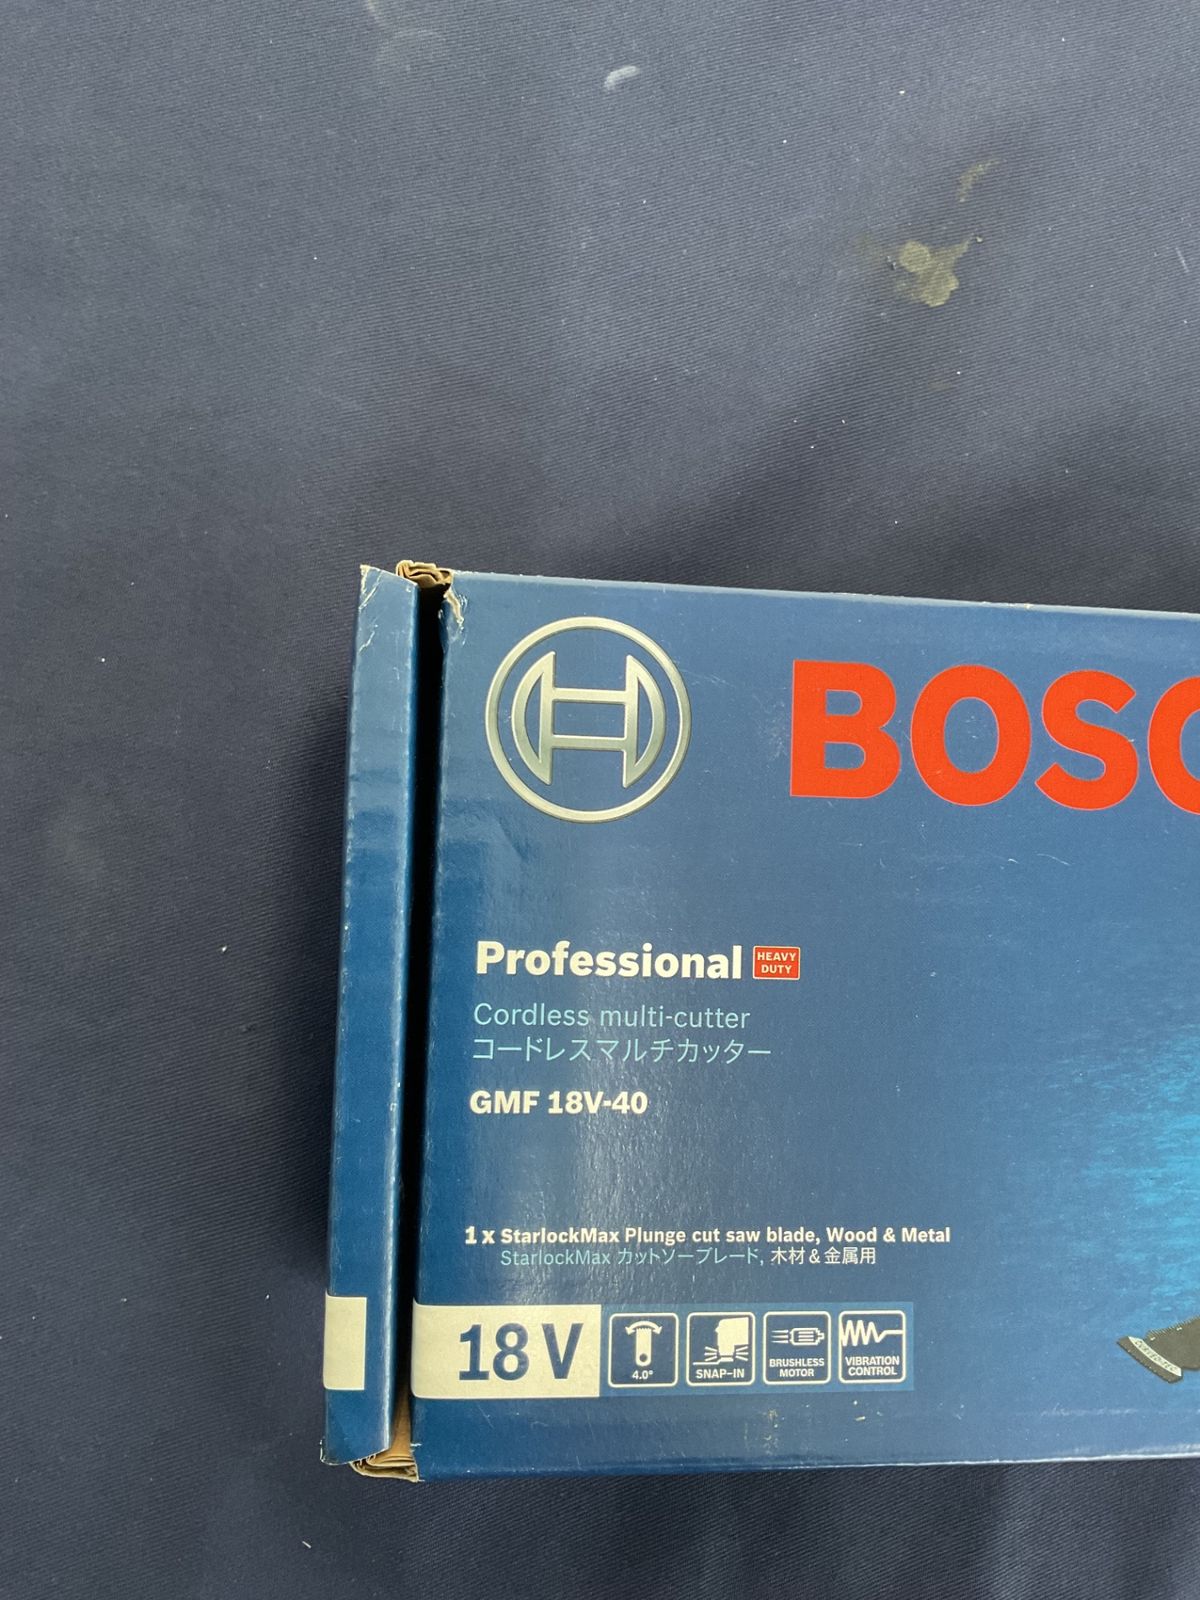 BOSC
Professional HEAVY DUTY
Cordless multi-cutter
コードレスマルチカッター
GMF 18V-40
1 x StarlockMax Plunge cut saw blade, Wood & Metal
StarlockMax カットソーブレード, 木材 & 金属用
18 V
4.0°
SNAP-IN
BRUSHLESS
MOTOR
VIBRATION
CONTROL